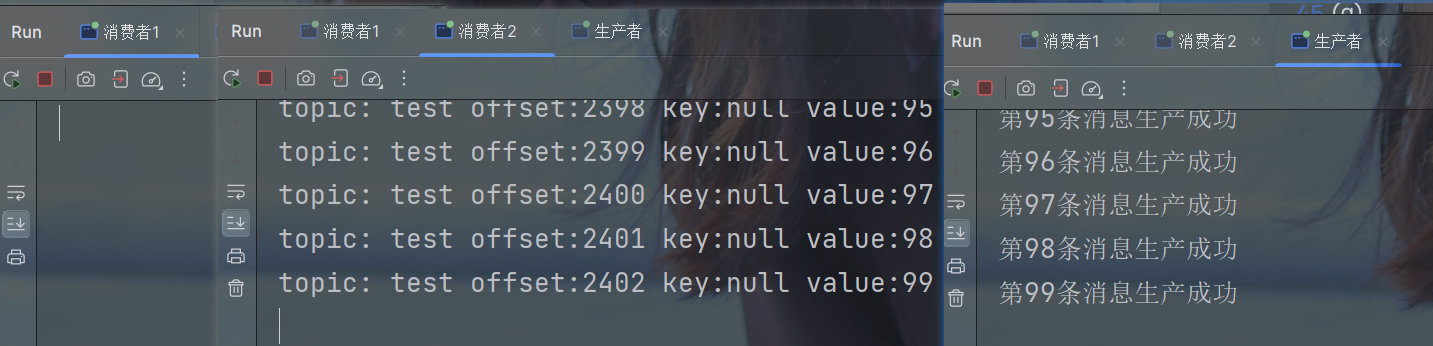 Run 消费者1
Run 消费者1 消费者2 生产者
topic: test offset:2398 key:null value:95
topic: test offset:2399 key:null value:96
topic: test offset:2400 key:null value:97
topic: test offset:2401 key:null value:98
topic: test offset:2402 key:null value:99
Run 消费者1 消费者2 生产者
第95条消息生产成功
第96条消息生产成功
第97条消息生产成功
第98条消息生产成功
第99条消息生产成功